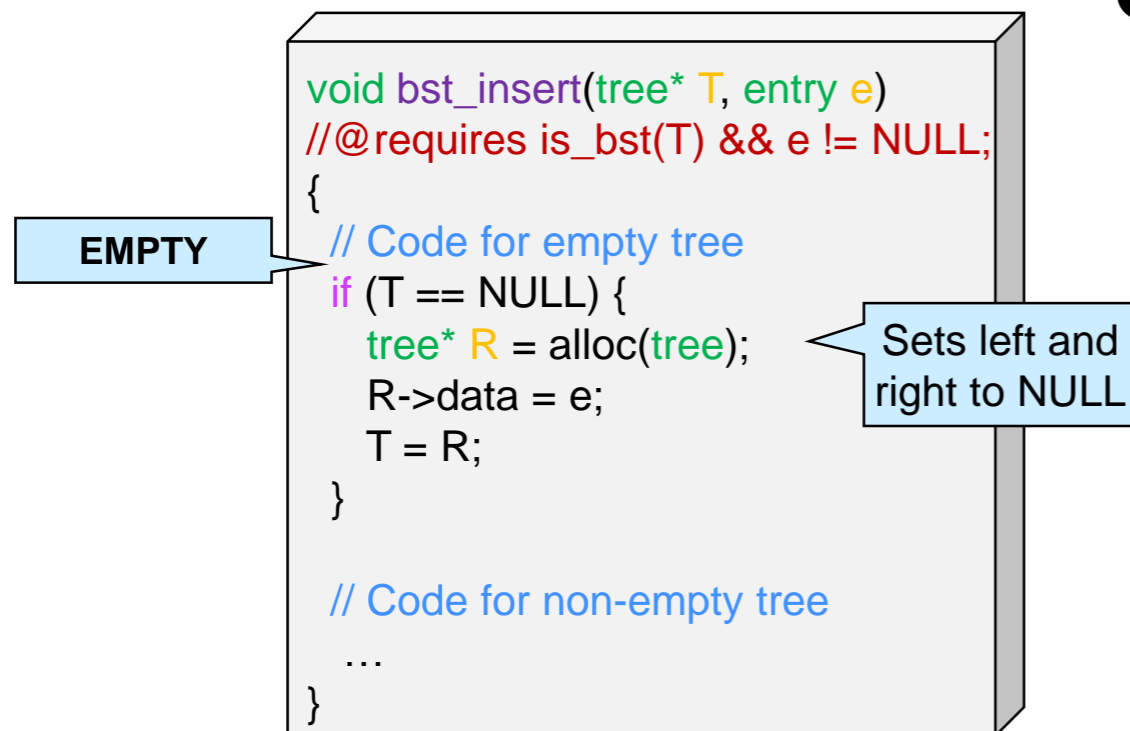 void bst_insert(tree* T, entry e)
//@requires is_bst(T) && e != NULL;
{
EMPTY
// Code for empty tree
if (T == NULL) {
tree* R = alloc(tree);
Sets left and
right to NULL
R->data = e;
T = R;
}
// Code for non-empty tree
…
}